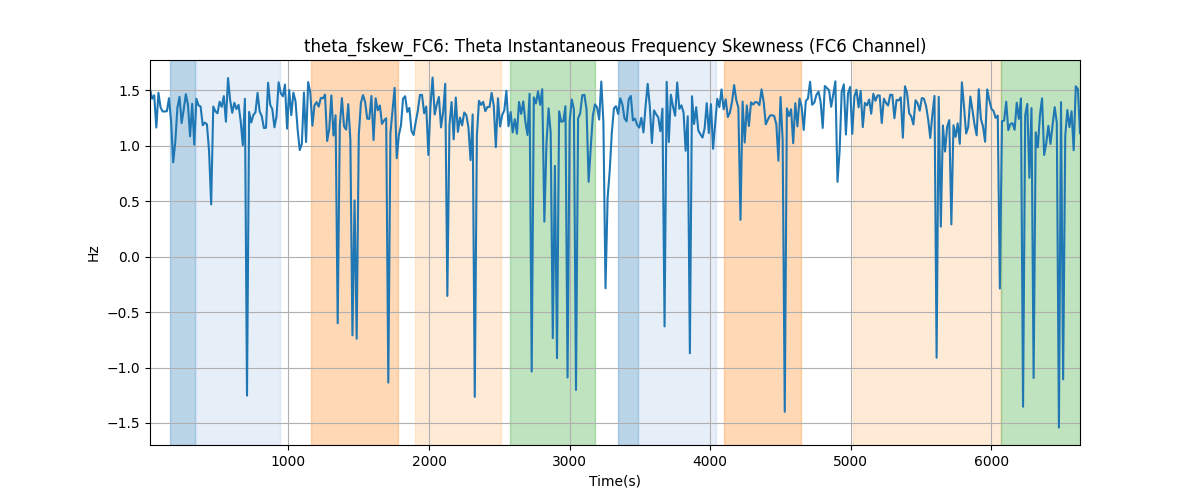 theta_fskew_FC6: Theta Instantaneous Frequency Skewness (FC6 Channel)
1.5
1.0
0.5
0.0
−0.5
−1.0
−1.5
Hz
1000 2000 3000 4000 5000 6000
Time(s)